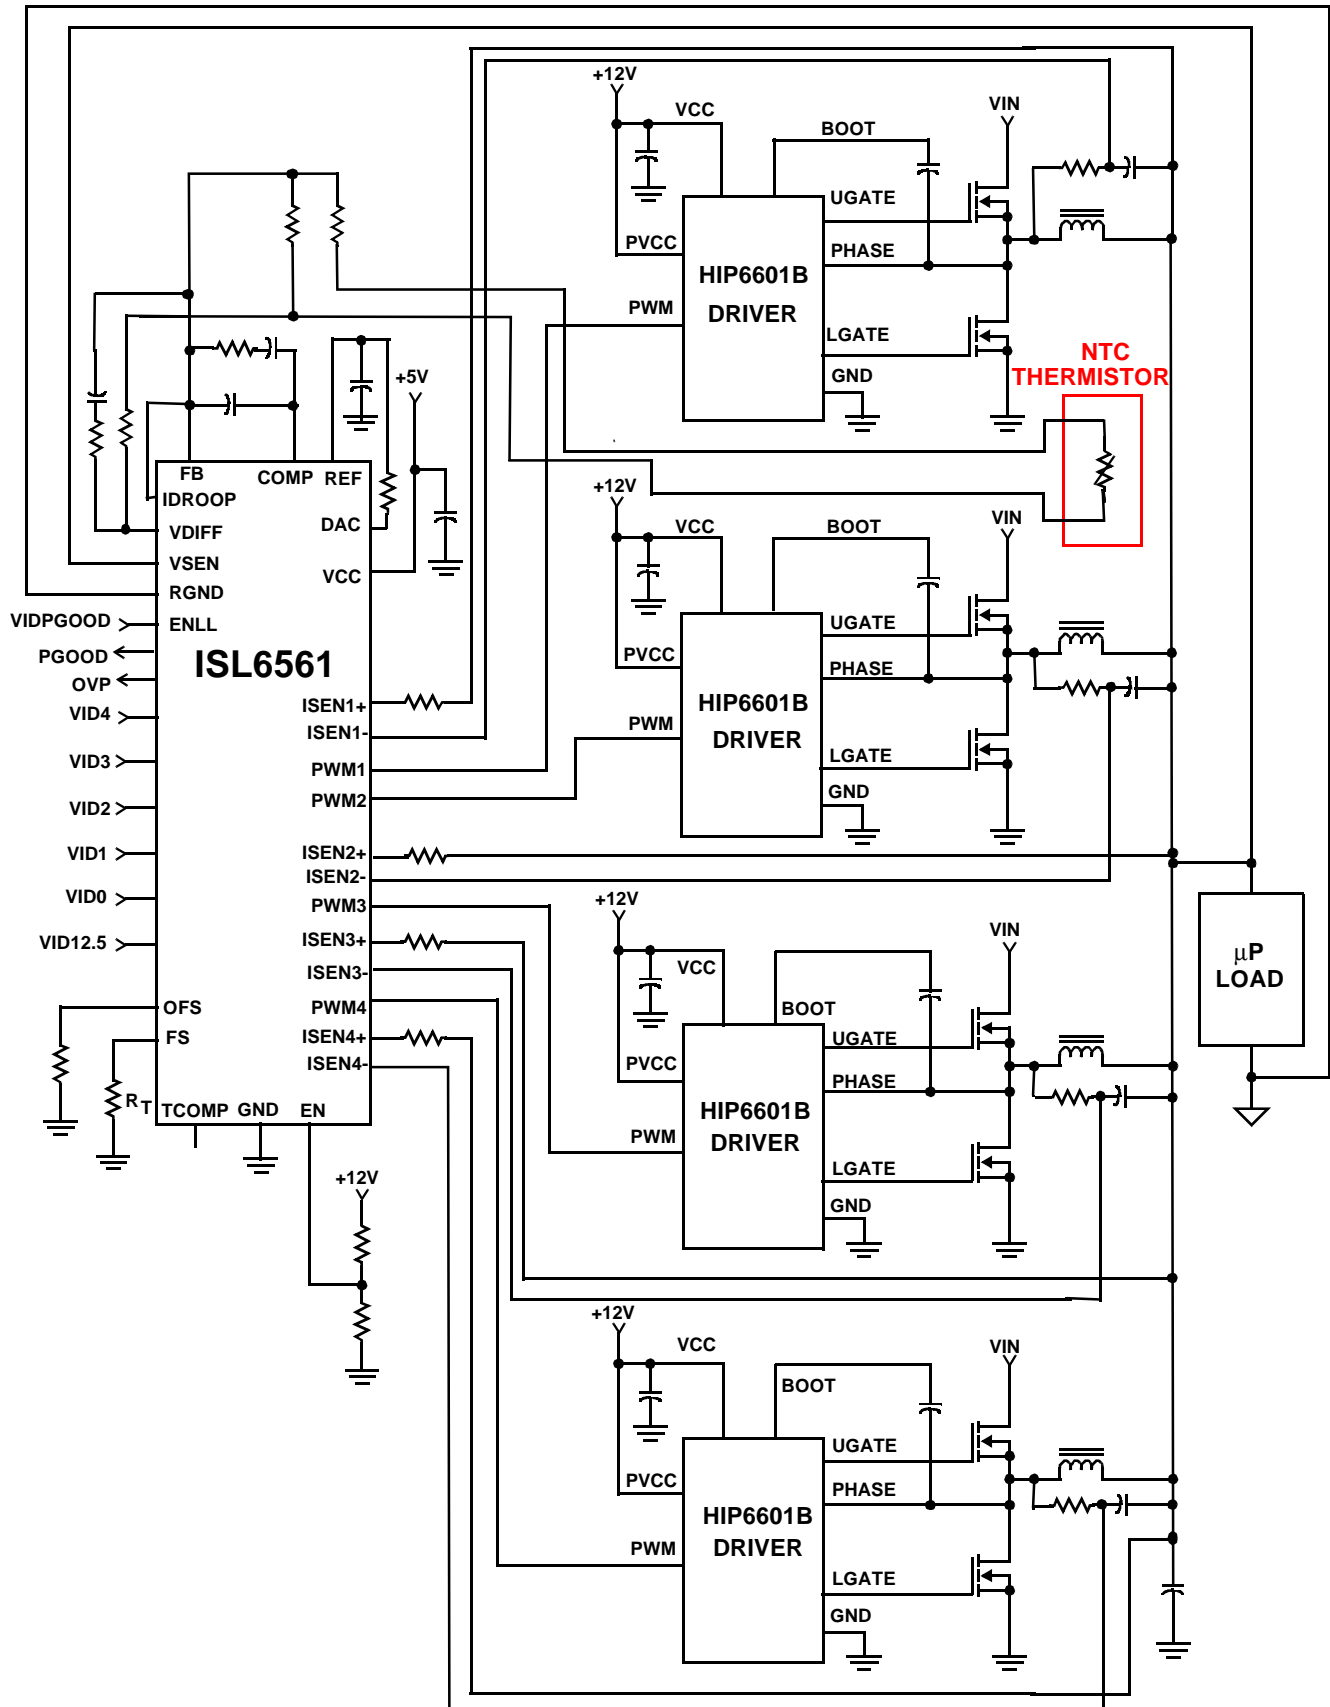 +12V
VCC
BOOT
VIN
UGATE
PVCC
PHASE
HIP6601B
DRIVER
PWM
LGATE
GND
NTC
THERMISTOR
+5V
FB
COMP
REF
IDROOP
DAC
VDIFF
VSEN
VCC
RGND
VIDPGOOD
ENLL
PGOOD
OVP
ISL6561
VID4
ISEN1+
ISEN1-
VID3
PWM1
PWM2
VID2
VID1
ISEN2+
ISEN2-
VID0
PWM3
VID12.5
ISEN3+
ISEN3-
OFS
PWM4
FS
ISEN4+
ISEN4-
RT
TCOMP
GND
EN
+12V
+12V
VCC
BOOT
VIN
UGATE
PVCC
PHASE
HIP6601B
DRIVER
PWM
LGATE
GND
+12V
VCC
BOOT
VIN
UGATE
PVCC
PHASE
HIP6601B
DRIVER
PWM
LGATE
GND
µP
LOAD
+12V
VCC
BOOT
VIN
UGATE
PVCC
PHASE
HIP6601B
DRIVER
PWM
LGATE
GND